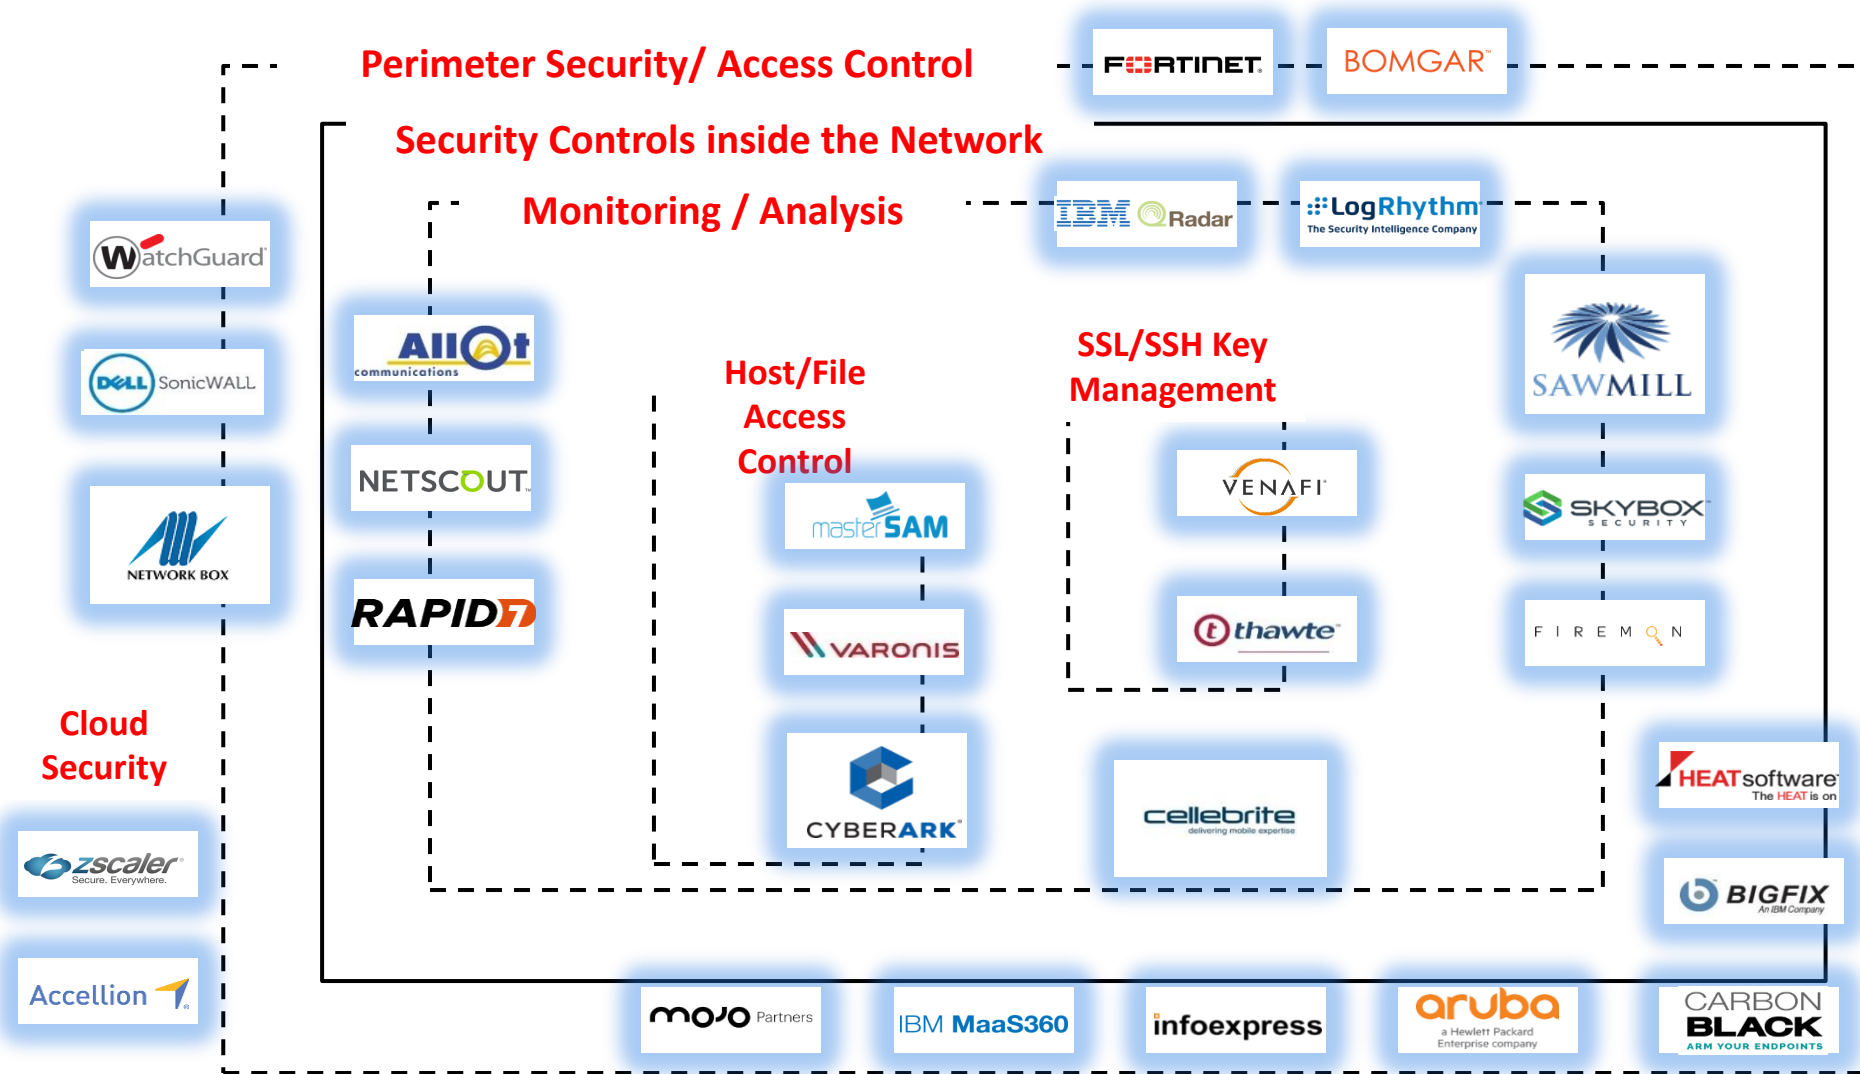 Perimeter Security/ Access Control
FORTINET
BOMGAR™
Security Controls inside the Network
Monitoring / Analysis
IBM QRadar
LogRhythm
The Security Intelligence Company
WatchGuard
DELL SonicWALL
NETWORK BOX
Allot
communications
NETSCOUT
RAPID7
Host/File
Access
Control
masterSAM
VARONIS
CYBERARK®
SSL/SSH Key
Management
VENAFI
thawte
SAWMILL
SKYBOX
SECURITY
FIREMON
cellebrite
delivering mobile expertise
Cloud
Security
zscaler
Secure. Everywhere.
Accellion
HEATsoftware
The HEAT is on
BIGFIX
An IBM Company
mojo Partners
IBM MaaS360
infoexpress
aruba
a Hewlett Packard
Enterprise company
CARBON
BLACK
ARM YOUR ENDPOINTS